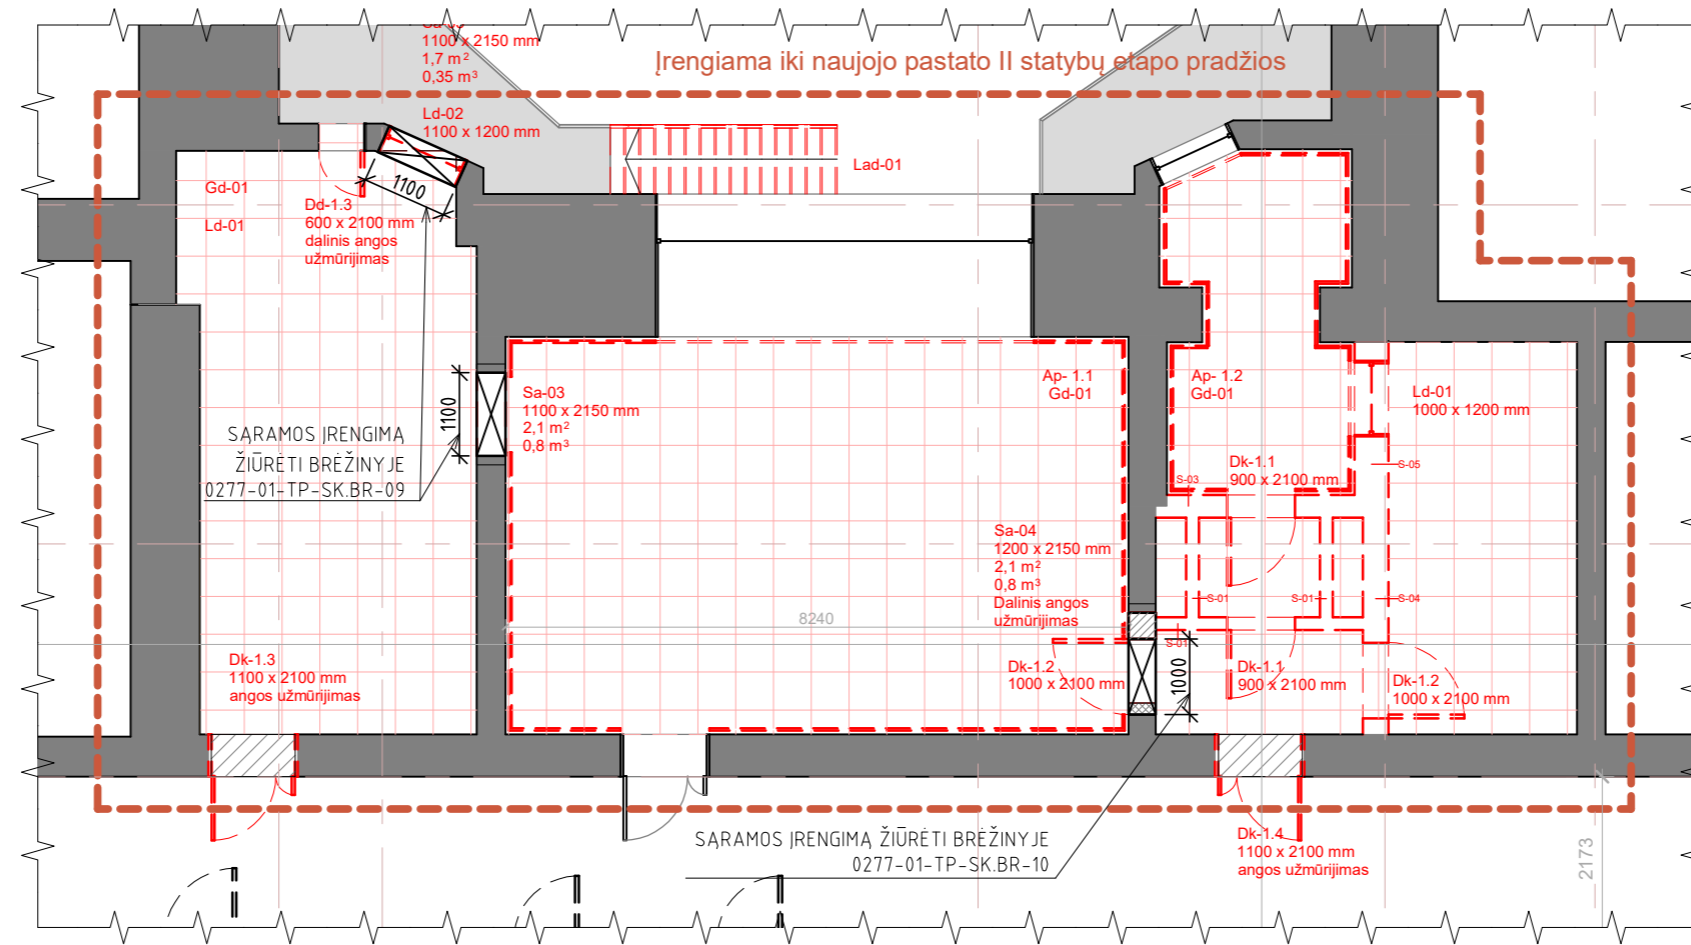 1100 x 2150 mm
1,7 m²
0,35 m³
Įrengiama iki naujojo pastato II statybų etapo pradžios
Ld-02
1100 x 1200 mm
Lad-01
1100
Gd-01
Ld-01
Dd-1.3
600 x 2100 mm
dalinis angos
užmūrijimas
1100
Sa-03
1100 x 2150 mm
2,1 m²
0,8 m³
SĄRAMOS ĮRENGIMĄ
ŽIŪRĖTI BRĖŽINYJE
0277-01-TP-SK.BR-09
Ap- 1.1
Gd-01
Ap- 1.2
Gd-01
Ld-01
1000 x 1200 mm
Dk-1.1
900 x 2100 mm
S-03
S-05
Sa-04
1200 x 2150 mm
2,1 m²
0,8 m³
Dalinis angos
užmūrijimas
8240
S-01
S-01
S-04
S-01
Dk-1.3
1100 x 2100 mm
angos užmūrijimas
Dk-1.2
1000 x 2100 mm
1000
Dk-1.1
900 x 2100 mm
Dk-1.2
1000 x 2100 mm
SĄRAMOS ĮRENGIMĄ ŽIŪRĖTI BRĖŽINYJE
0277-01-TP-SK.BR-10
Dk-1.4
1100 x 2100 mm
angos užmūrijimas
2173